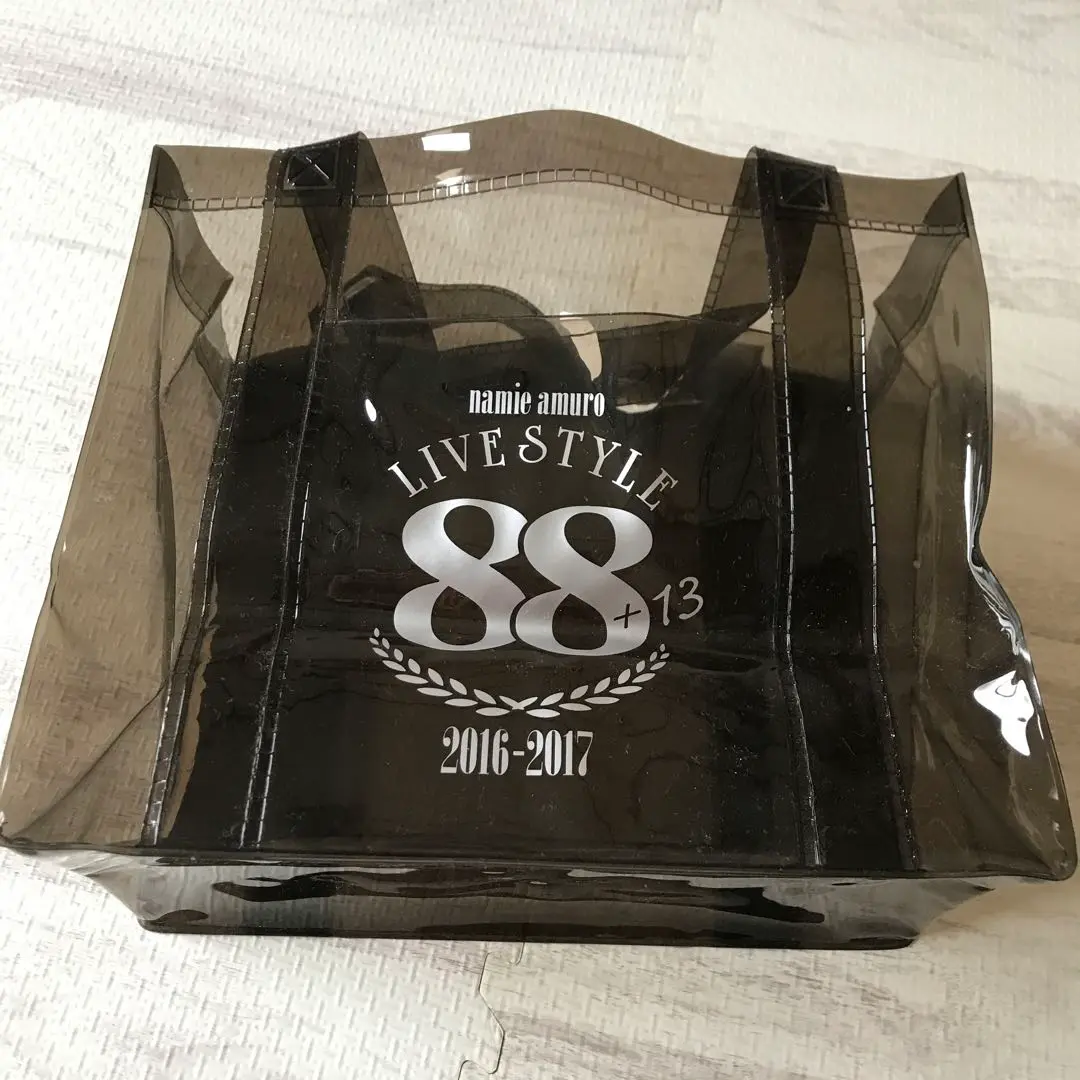 namie amuro
LIVE STYLE
88+13
2016-2017